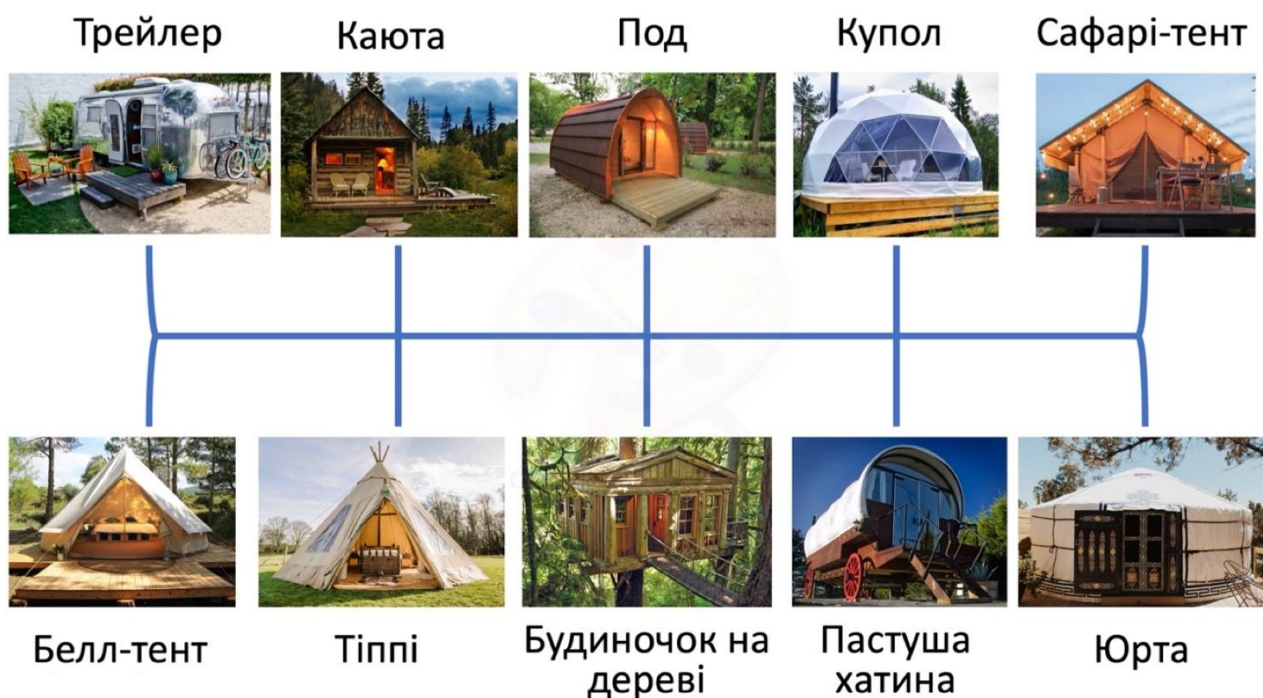 Трейлер
Каюта
Под
Купол
Сафарі-тент
Белл-тент
Тіппі
Будиночок на
дереві
Пастуша
хатина
Юрта